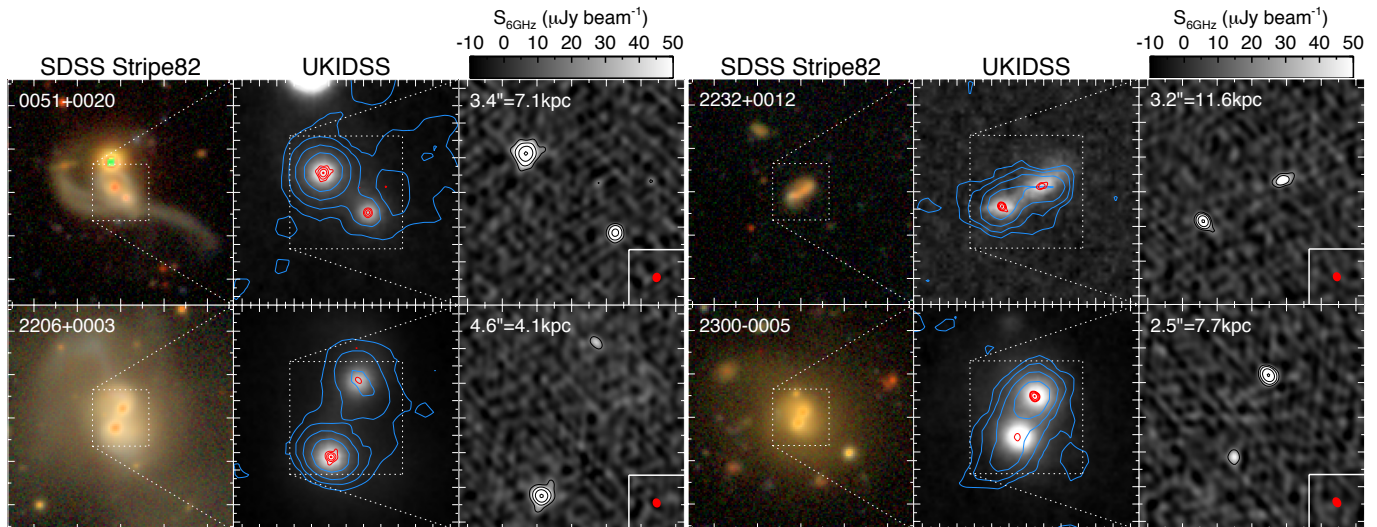 S6GHz (μJy beam-1)
S6GHz (μJy beam-1)
-10 0 10 20 30 40 50
-10 0 10 20 30 40 50
SDSS Stripe82
UKIDSS
SDSS Stripe82
UKIDSS
0051+0020
3.4"=7.1kpc
2232+0012
3.2"=11.6kpc
2206+0003
4.6"=4.1kpc
2300-0005
2.5"=7.7kpc